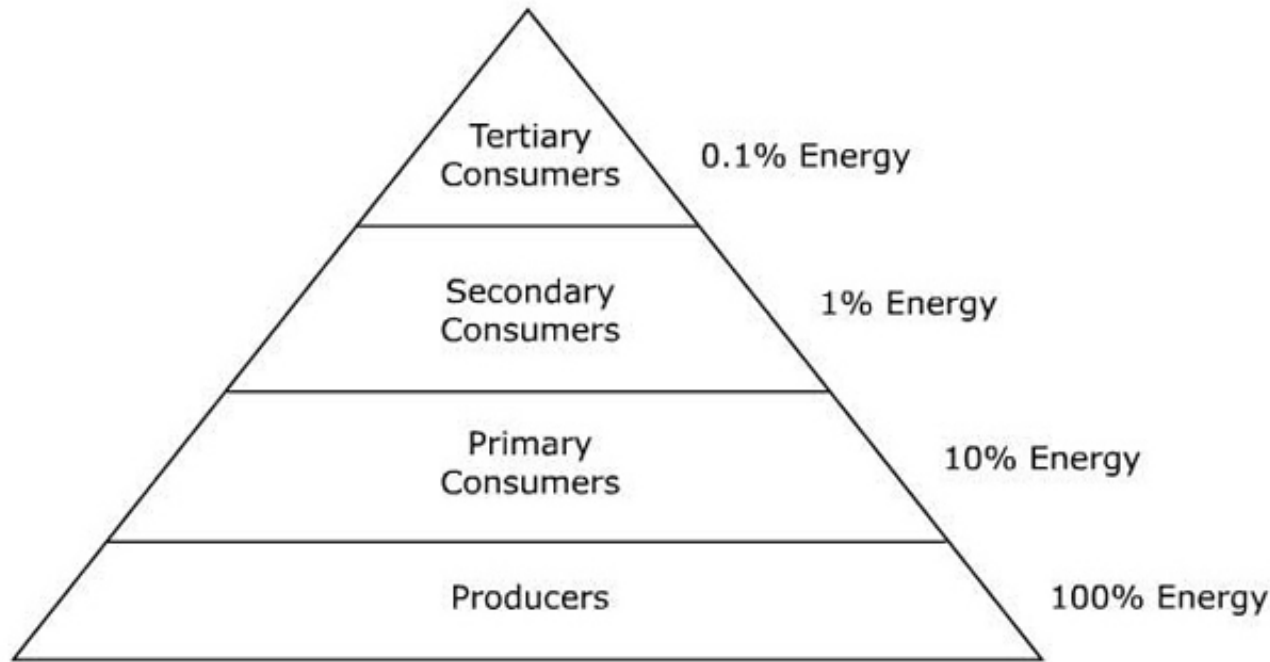 Tertiary
Consumers
0.1% Energy
Secondary
Consumers
1% Energy
Primary
Consumers
10% Energy
Producers
100% Energy